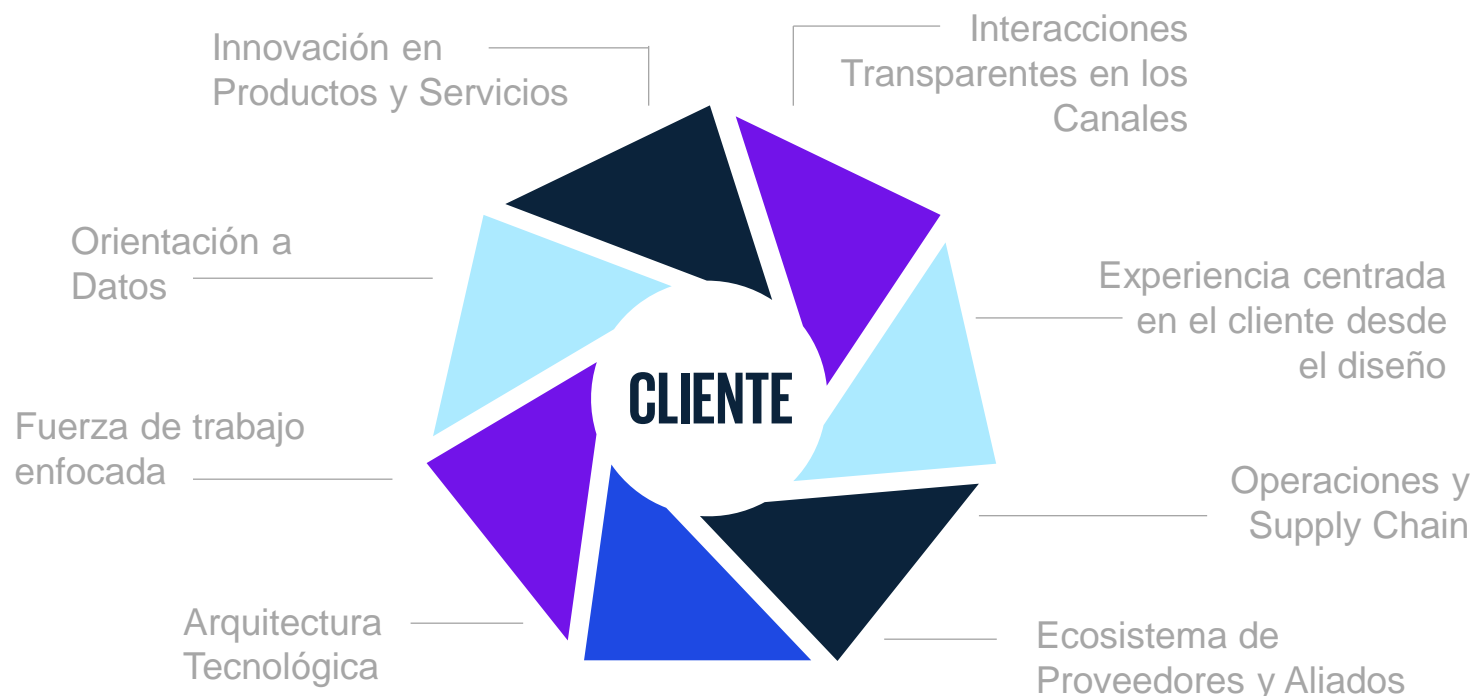 Innovación en
Productos y Servicios
Interacciones
Transparentes en los
Canales
Orientación a
Datos
Experiencia centrada
en el cliente desde
el diseño
CLIENTE
Fuerza de trabajo
enfocada
Operaciones y
Supply Chain
Arquitectura
Tecnológica
Ecosistema de
Proveedores y Aliados